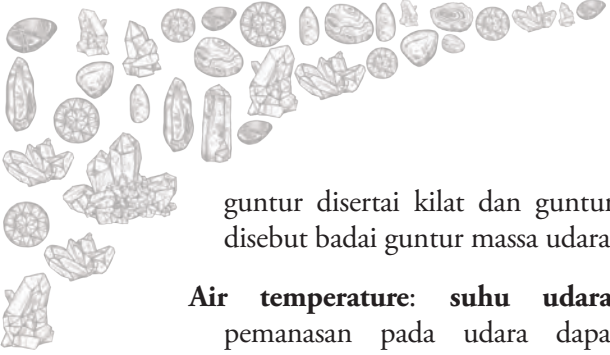 guntur disertai kilat dan guntur
disebut badai guntur massa udara
Air temperature: suhu udara
pemanasan pada udara dapa